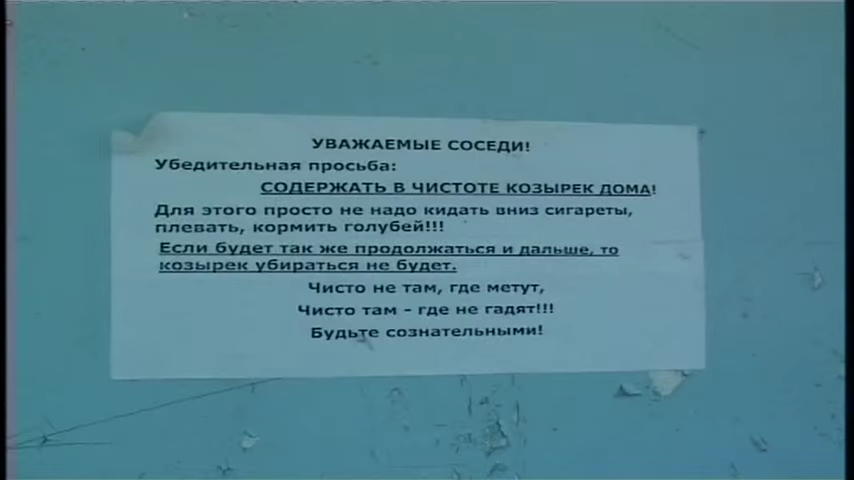 УВАЖАЕМЫЕ СОСЕДИ!
Убедительная просьба:
СОДЕРЖАТЬ В ЧИСТОТЕ КОЗЫРЕК ДОМА!
Для этого просто не надо кидать вниз сигареты,
плевать, кормить голубей!!!
Если будет так же продолжаться и дальше, то
козырек убираться не будет.
Чисто не там, где метут,
Чисто там - где не гадят!!!
Будьте сознательными!